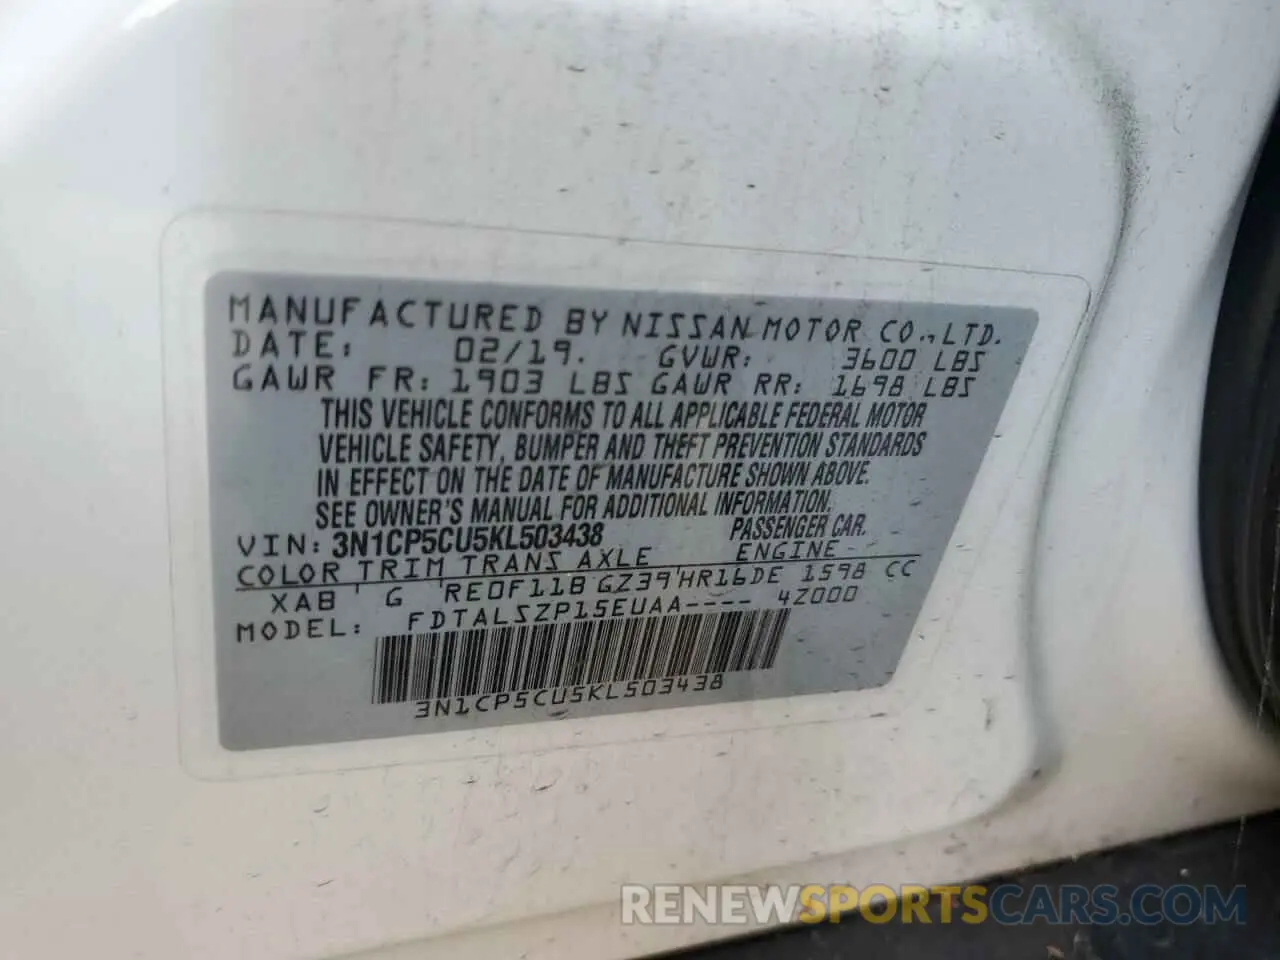 MANUFACTURED BY NISSAN MOTOR CO.,LTD.
DATE: 02/19. GVWR: 3600 LBS
GAWR FR: 1903 LBS GAWR RR: 1698 LBS
THIS VEHICLE CONFORMS TO ALL APPLICABLE FEDERAL MOTOR
VEHICLE SAFETY, BUMPER AND THEFT PREVENTION STANDARDS
IN EFFECT ON THE DATE OF MANUFACTURE SHOWN ABOVE.
SEE OWNER'S MANUAL FOR ADDITIONAL INFORMATION.
VIN: 3N1CP5CU5KL503438 PASSENGER CAR.
COLOR TRIM TRANS AXLE ENGINE
XAB G RE0F11B GZ39 HR16DE 1598 CC
MODEL: FDTALSZP15EUAA---- 4Z000
3N1CP5CU5KL503438
RENEWSPORTSCARS.COM